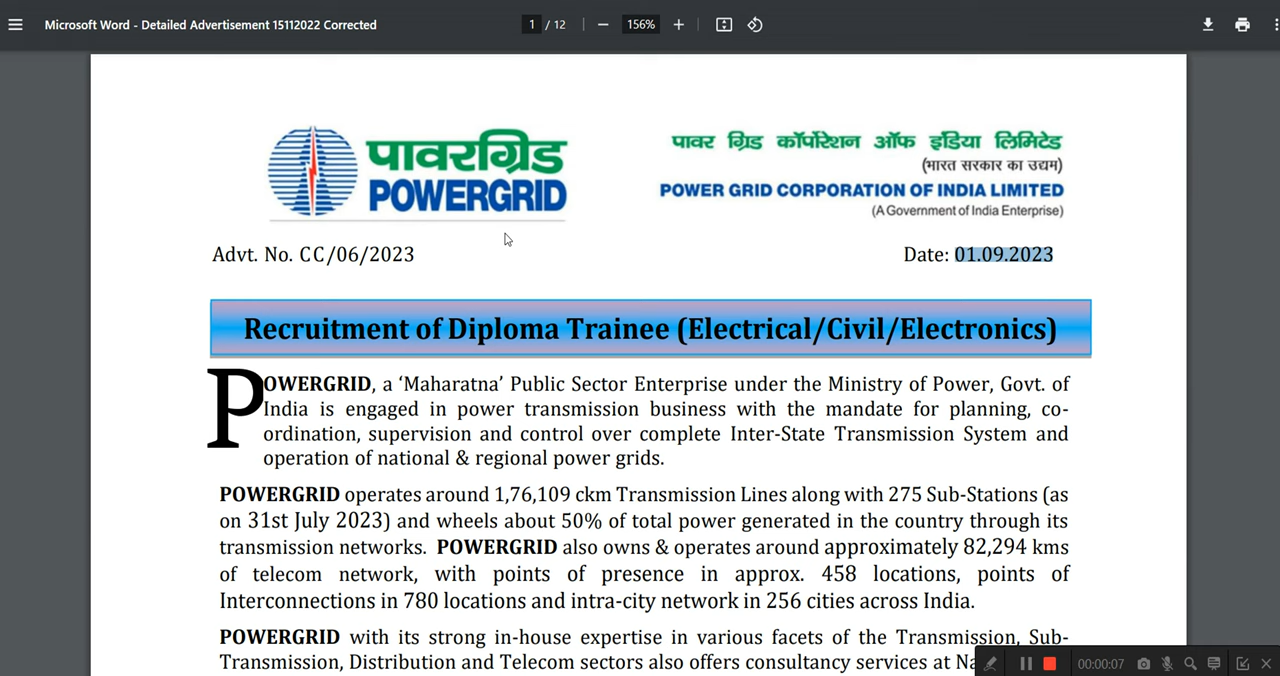 Microsoft Word - Detailed Advertisement 15112022 Corrected
1 / 12
156%
पावरग्रिड
POWERGRID
पावर ग्रिड कॉर्पोरेशन ऑफ इंडिया लिमिटेड
(भारत सरकार का उद्यम)
POWER GRID CORPORATION OF INDIA LIMITED
(A Government of India Enterprise)
Advt. No. CC/06/2023
Date: 01.09.2023
Recruitment of Diploma Trainee (Electrical/Civil/Electronics)
POWERGRID, a ‘Maharatna’ Public Sector Enterprise under the Ministry of Power, Govt. of
India is engaged in power transmission business with the mandate for planning, co-
ordination, supervision and control over complete Inter-State Transmission System and
operation of national & regional power grids.
POWERGRID operates around 1,76,109 ckm Transmission Lines along with 275 Sub-Stations (as
on 31st July 2023) and wheels about 50% of total power generated in the country through its
transmission networks. POWERGRID also owns & operates around approximately 82,294 kms
of telecom network, with points of presence in approx. 458 locations, points of
Interconnections in 780 locations and intra-city network in 256 cities across India.
POWERGRID with its strong in-house expertise in various facets of the Transmission, Sub-
Transmission, Distribution and Telecom sectors also offers consultancy services at Na
00:00:07